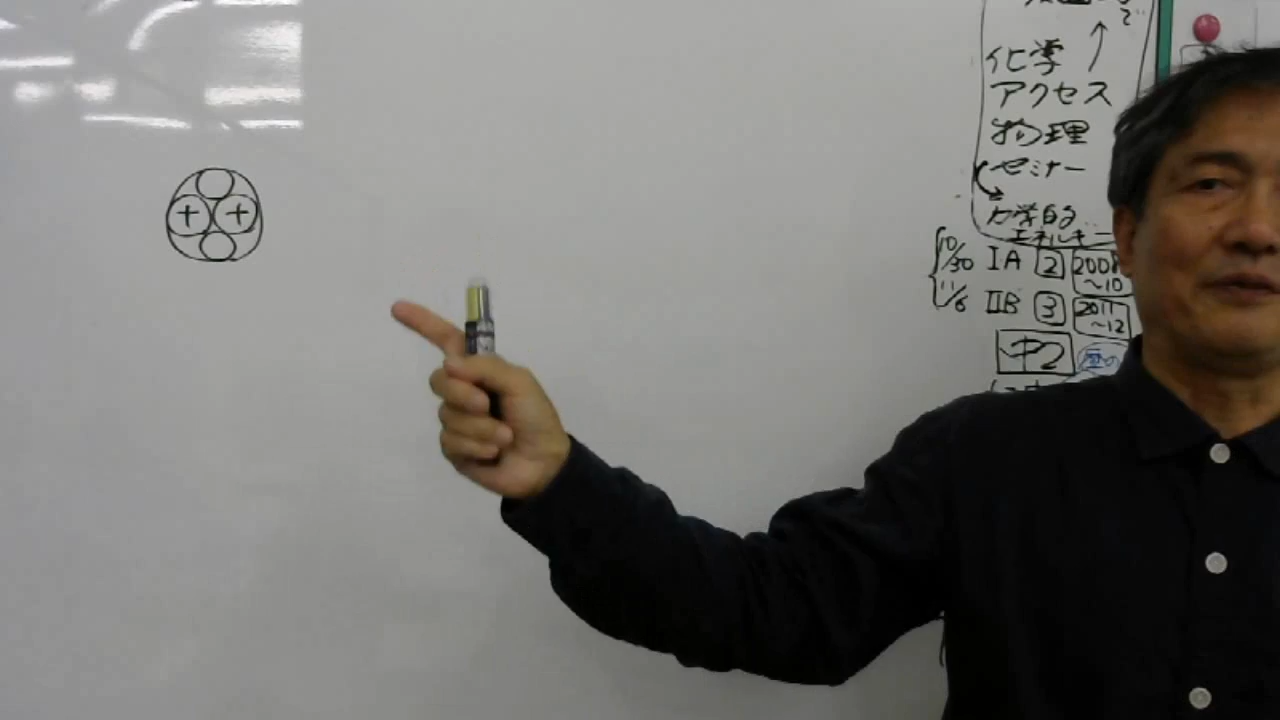 + +
で
化学
アクセス
物理
セミナー
力学的
エネルギー
10/30 IA 2 2008~10
11/6 IIB 3 2011~12
中2